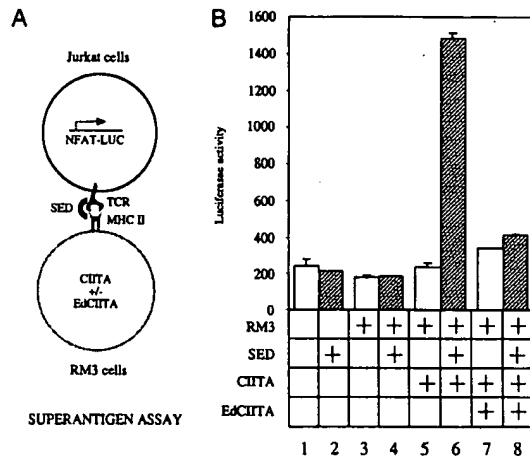 A
Jurkat cells
NFAT-LUC
SED
TCR
MHC II
CIITA
+/-
EdCIITA
RM3 cells
SUPERANTIGEN ASSAY
B
Luciferase activity
1600
1400
1200
1000
800
600
400
200
0
RM3 + + + + + +
SED + + + +
CIITA + + + +
EdCIITA + +
1 2 3 4 5 6 7 8